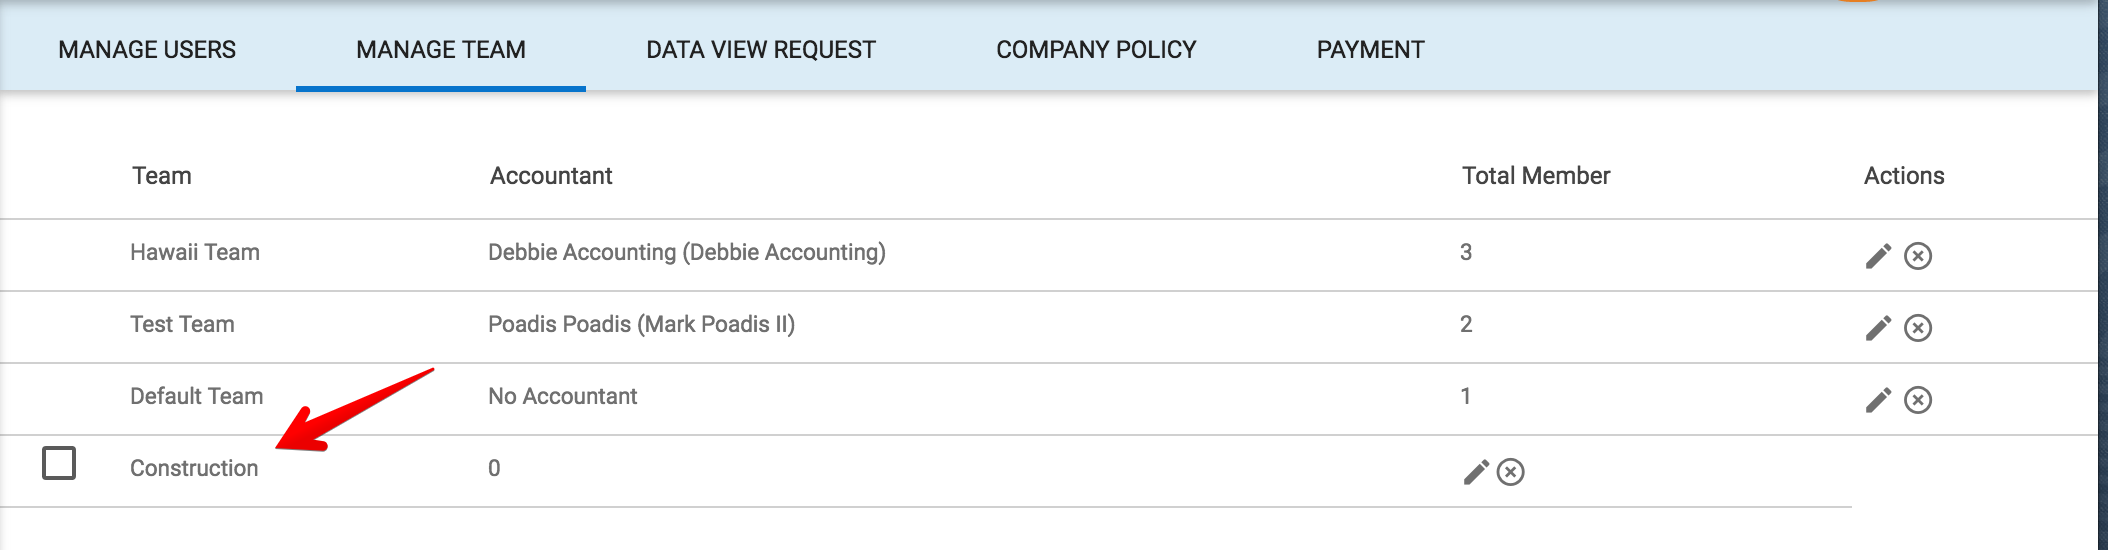 MANAGE USERS MANAGE TEAM DATA VIEW REQUEST COMPANY POLICY PAYMENT
Team Accountant Total Member Actions
Hawaii Team Debbie Accounting (Debbie Accounting) 3
Test Team Poadis Poadis (Mark Poadis II) 2
Default Team No Accountant 1
Construction 0